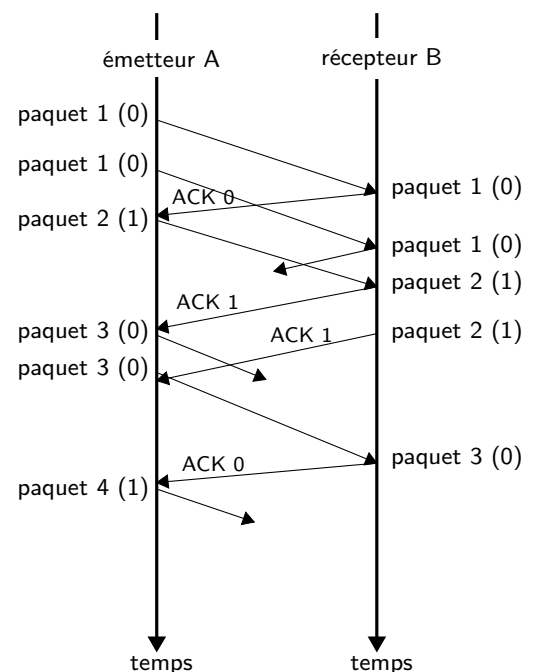 émetteur A
récepteur B
paquet 1 (0)
paquet 1 (0)
ACK 0
paquet 1 (0)
paquet 2 (1)
paquet 1 (0)
paquet 2 (1)
ACK 1
paquet 3 (0)
ACK 1
paquet 2 (1)
paquet 3 (0)
paquet 3 (0)
ACK 0
paquet 4 (1)
temps
temps